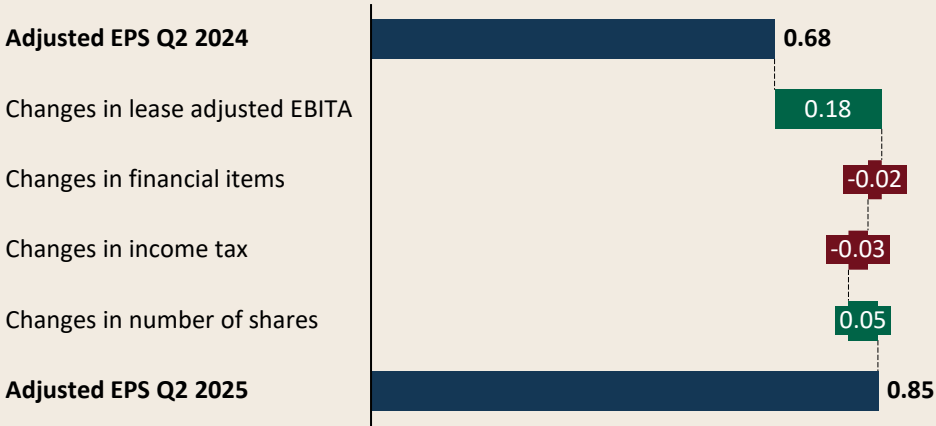 Adjusted EPS Q2 2024 0.68
Changes in lease adjusted EBITA 0.18
Changes in financial items -0.02
Changes in income tax -0.03
Changes in number of shares 0.05
Adjusted EPS Q2 2025 0.85